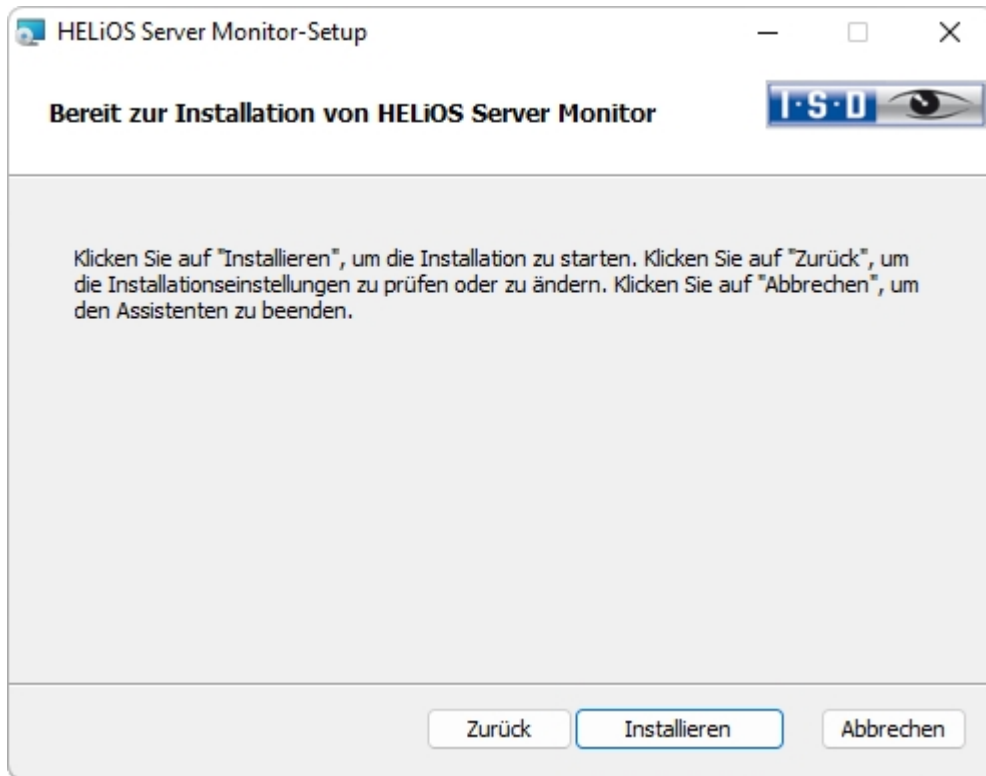 HELiOS Server Monitor-Setup
Bereit zur Installation von HELiOS Server Monitor
I·S·D
Klicken Sie auf "Installieren", um die Installation zu starten. Klicken Sie auf "Zurück", um
die Installationseinstellungen zu prüfen oder zu ändern. Klicken Sie auf "Abbrechen", um
den Assistenten zu beenden.
Zurück Installieren Abbrechen